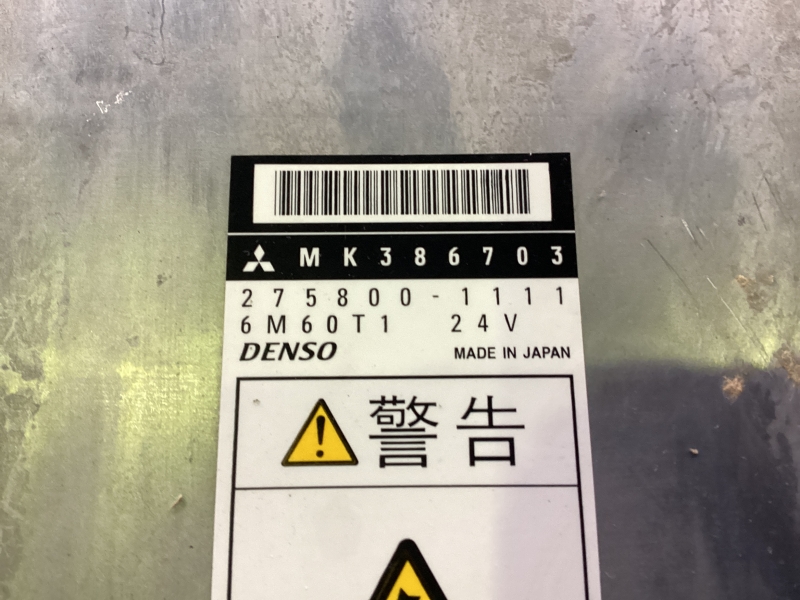 MK386703
275800-1111
6M60T1 24V
DENSO MADE IN JAPAN
警告